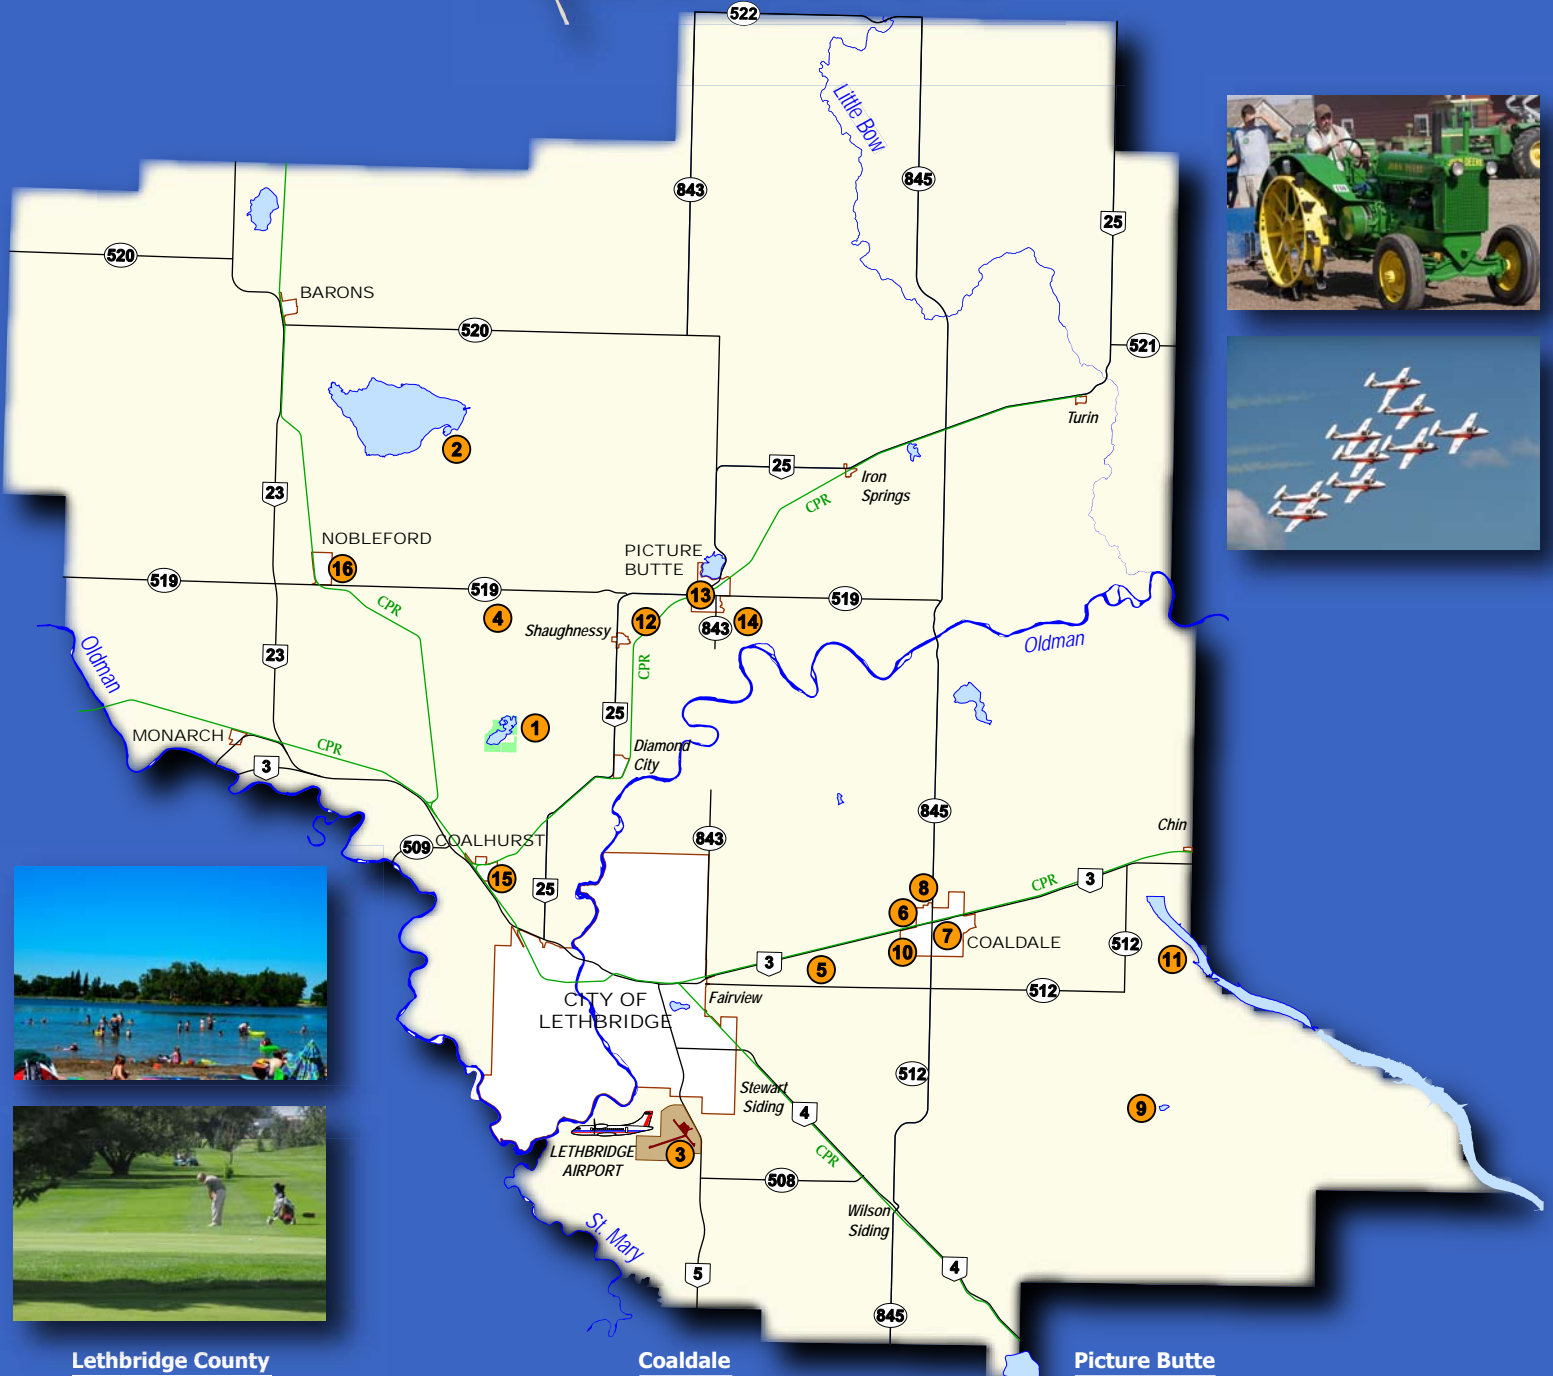 522
Little Bow
843
845
25
520
BARONS
520
521
Turin
2
25
Iron
Springs
CPR
23
NOBLEFORD
16
PICTURE
BUTTE
519
519
13
519
CPR
4
12
14
Shaughnessy
843
Oldman
Oldman
23
CPR
25
1
MONARCH
CPR
3
Diamond
City
845
843
Chin
509
COALHURST
15
25
8
CPR
3
6
7
COALDALE
10
512
11
3
5
512
Fairview
CITY OF
LETHBRIDGE
512
Stewart
Siding
4
9
LETHBRIDGE
AIRPORT
3
CPR
508
Wilson
Siding
St. Mary
5
4
845
JOHN DEERE
Lethbridge County
Coaldale
Picture Butte